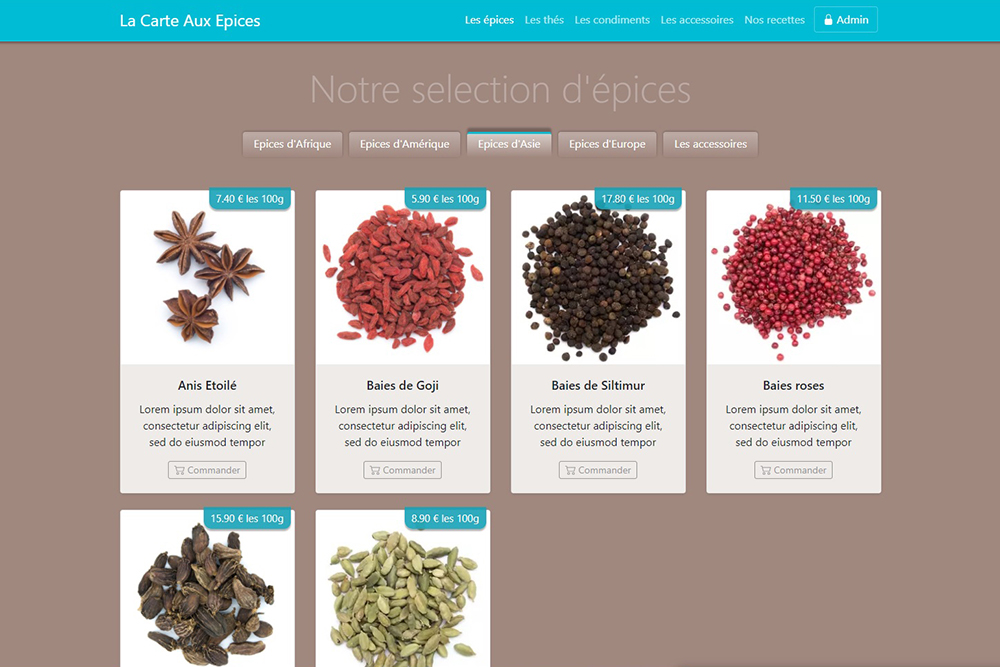 La Carte Aux Epices
Les épices Les thés Les condiments Les accessoires Nos recettes Admin
Notre selection d'épices
Epices d'Afrique Epices d'Amérique Epices d'Asie Epices d'Europe Les accessoires
7.40 € les 100g
Anis Etoilé
Lorem ipsum dolor sit amet,
consectetur adipiscing elit,
sed do eiusmod tempor
Commander
5.90 € les 100g
Baies de Goji
Lorem ipsum dolor sit amet,
consectetur adipiscing elit,
sed do eiusmod tempor
Commander
17.80 € les 100g
Baies de Siltimur
Lorem ipsum dolor sit amet,
consectetur adipiscing elit,
sed do eiusmod tempor
Commander
11.50 € les 100g
Baies roses
Lorem ipsum dolor sit amet,
consectetur adipiscing elit,
sed do eiusmod tempor
Commander
15.90 € les 100g
8.90 € les 100g